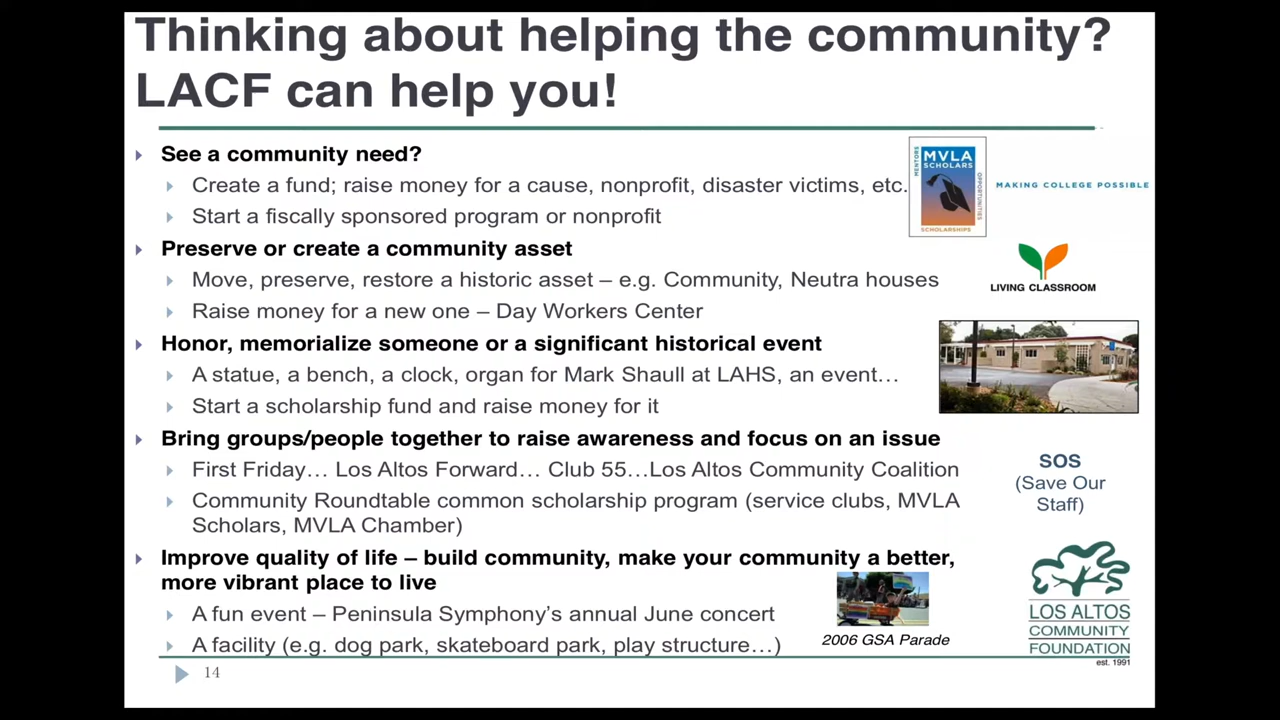 Thinking about helping the community?
LACF can help you!
See a community need?
Create a fund; raise money for a cause, nonprofit, disaster victims, etc.
Start a fiscally sponsored program or nonprofit
MENTORS
MVLA
SCHOLARS
OPPORTUNITIES
SCHOLARSHIPS
MAKING COLLEGE POSSIBLE
Preserve or create a community asset
Move, preserve, restore a historic asset – e.g. Community, Neutra houses
Raise money for a new one – Day Workers Center
LIVING CLASSROOM
Honor, memorialize someone or a significant historical event
A statue, a bench, a clock, organ for Mark Shaull at LAHS, an event…
Start a scholarship fund and raise money for it
Bring groups/people together to raise awareness and focus on an issue
First Friday… Los Altos Forward… Club 55…Los Altos Community Coalition
Community Roundtable common scholarship program (service clubs, MVLA
Scholars, MVLA Chamber)
SOS
(Save Our
Staff)
Improve quality of life – build community, make your community a better,
more vibrant place to live
A fun event – Peninsula Symphony's annual June concert
A facility (e.g. dog park, skateboard park, play structure…)
2006 GSA Parade
LOS ALTOS
COMMUNITY
FOUNDATION
est. 1991
14